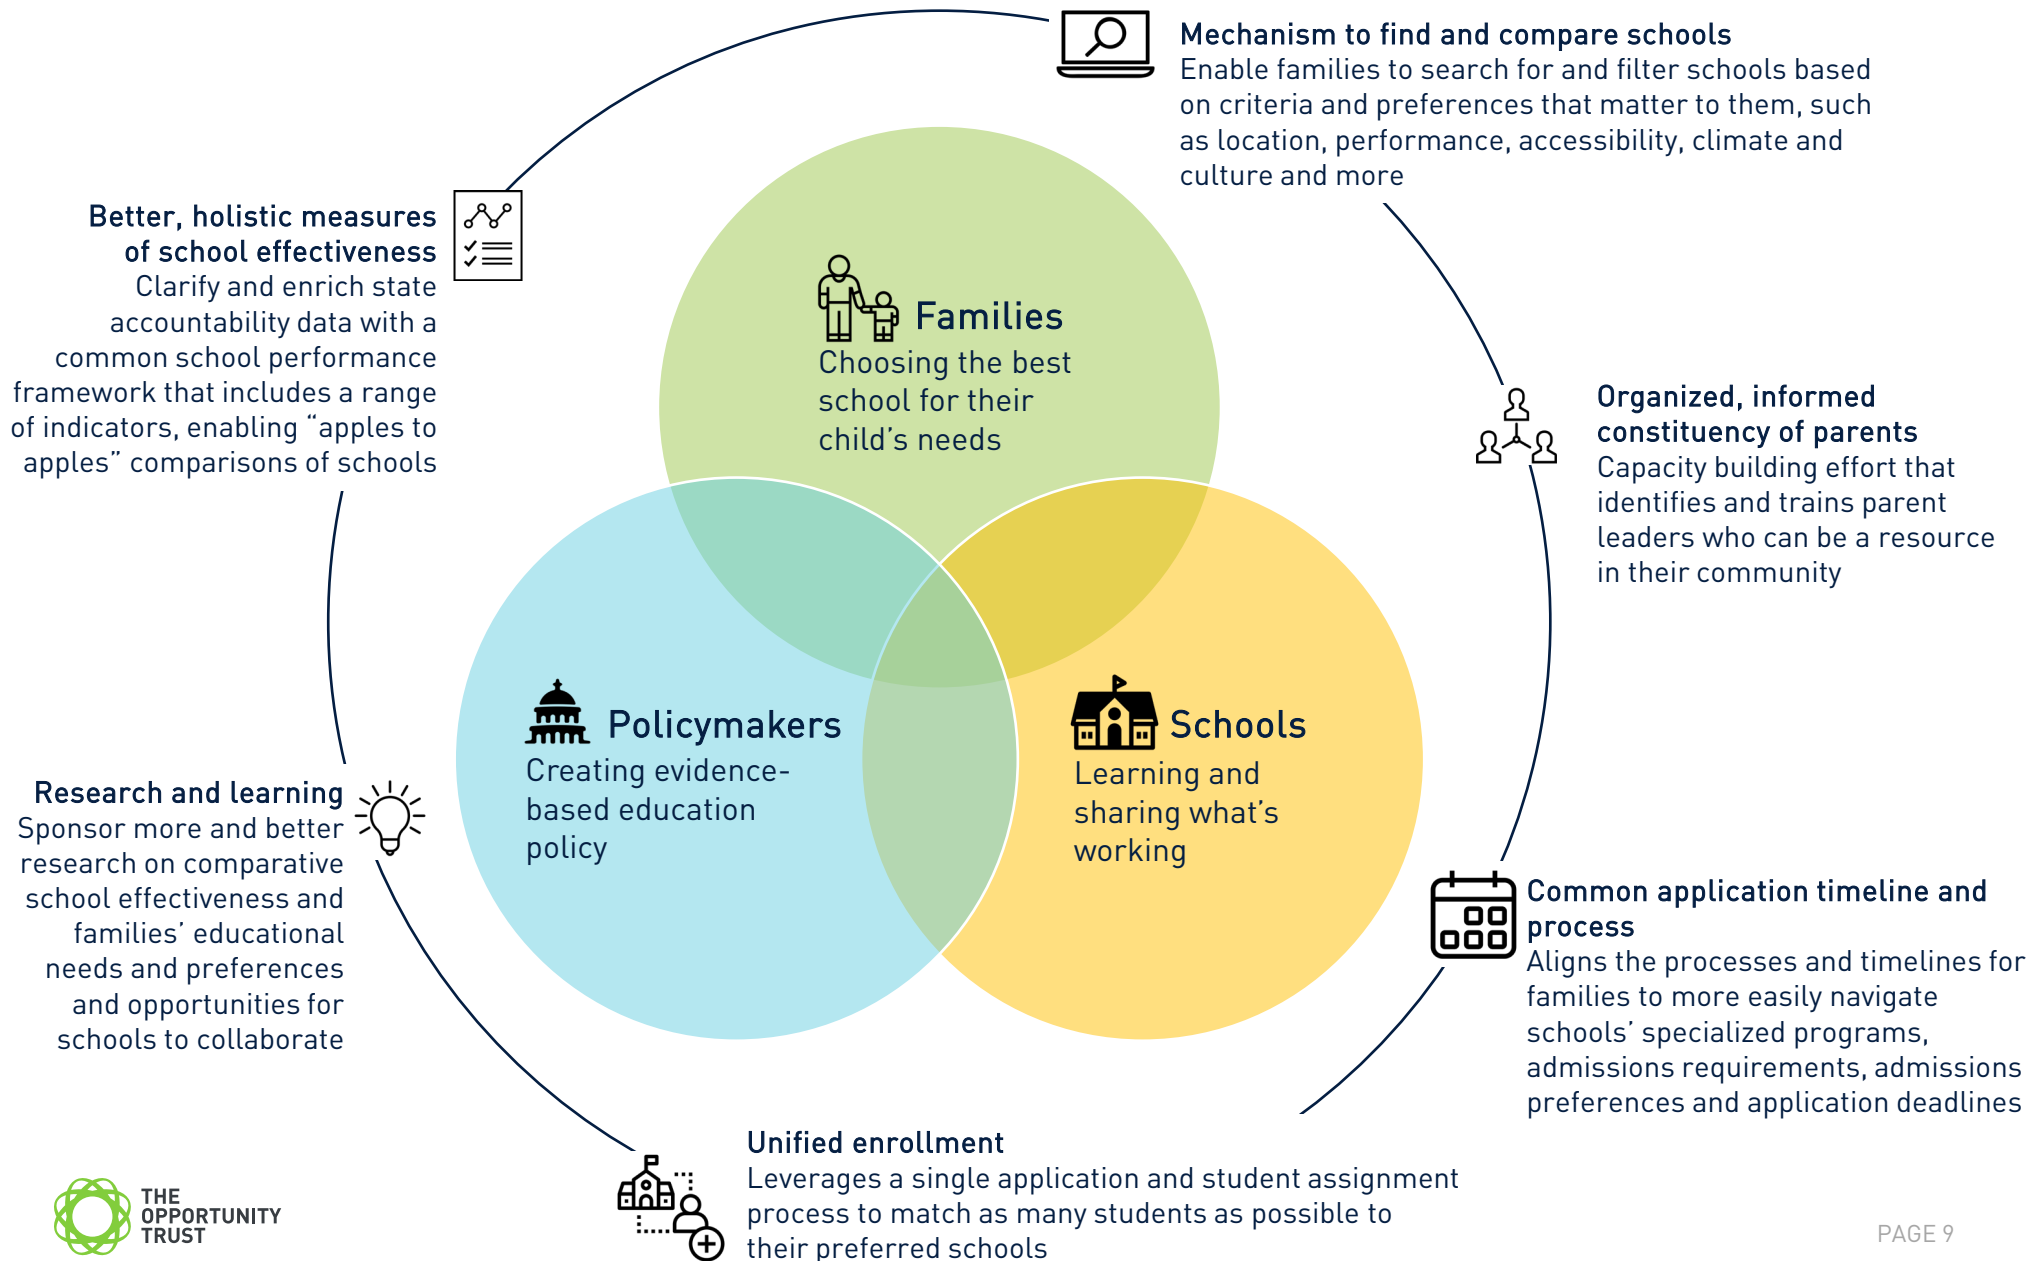 Mechanism to find and compare schools
Enable families to search for and filter schools based
on criteria and preferences that matter to them, such
as location, performance, accessibility, climate and
culture and more
Better, holistic measures
of school effectiveness
Clarify and enrich state
accountability data with a
common school performance
framework that includes a range
of indicators, enabling “apples to
apples” comparisons of schools
Families
Choosing the best
school for their
child’s needs
Organized, informed
constituency of parents
Capacity building effort that
identifies and trains parent
leaders who can be a resource
in their community
Policymakers
Creating evidence-
based education
policy
Schools
Learning and
sharing what’s
working
Research and learning
Sponsor more and better
research on comparative
school effectiveness and
families’ educational
needs and preferences
and opportunities for
schools to collaborate
Common application timeline and
process
Aligns the processes and timelines for
families to more easily navigate
schools’ specialized programs,
admissions requirements, admissions
preferences and application deadlines
Unified enrollment
Leverages a single application and student assignment
process to match as many students as possible to
their preferred schools
THE
OPPORTUNITY
TRUST
PAGE 9